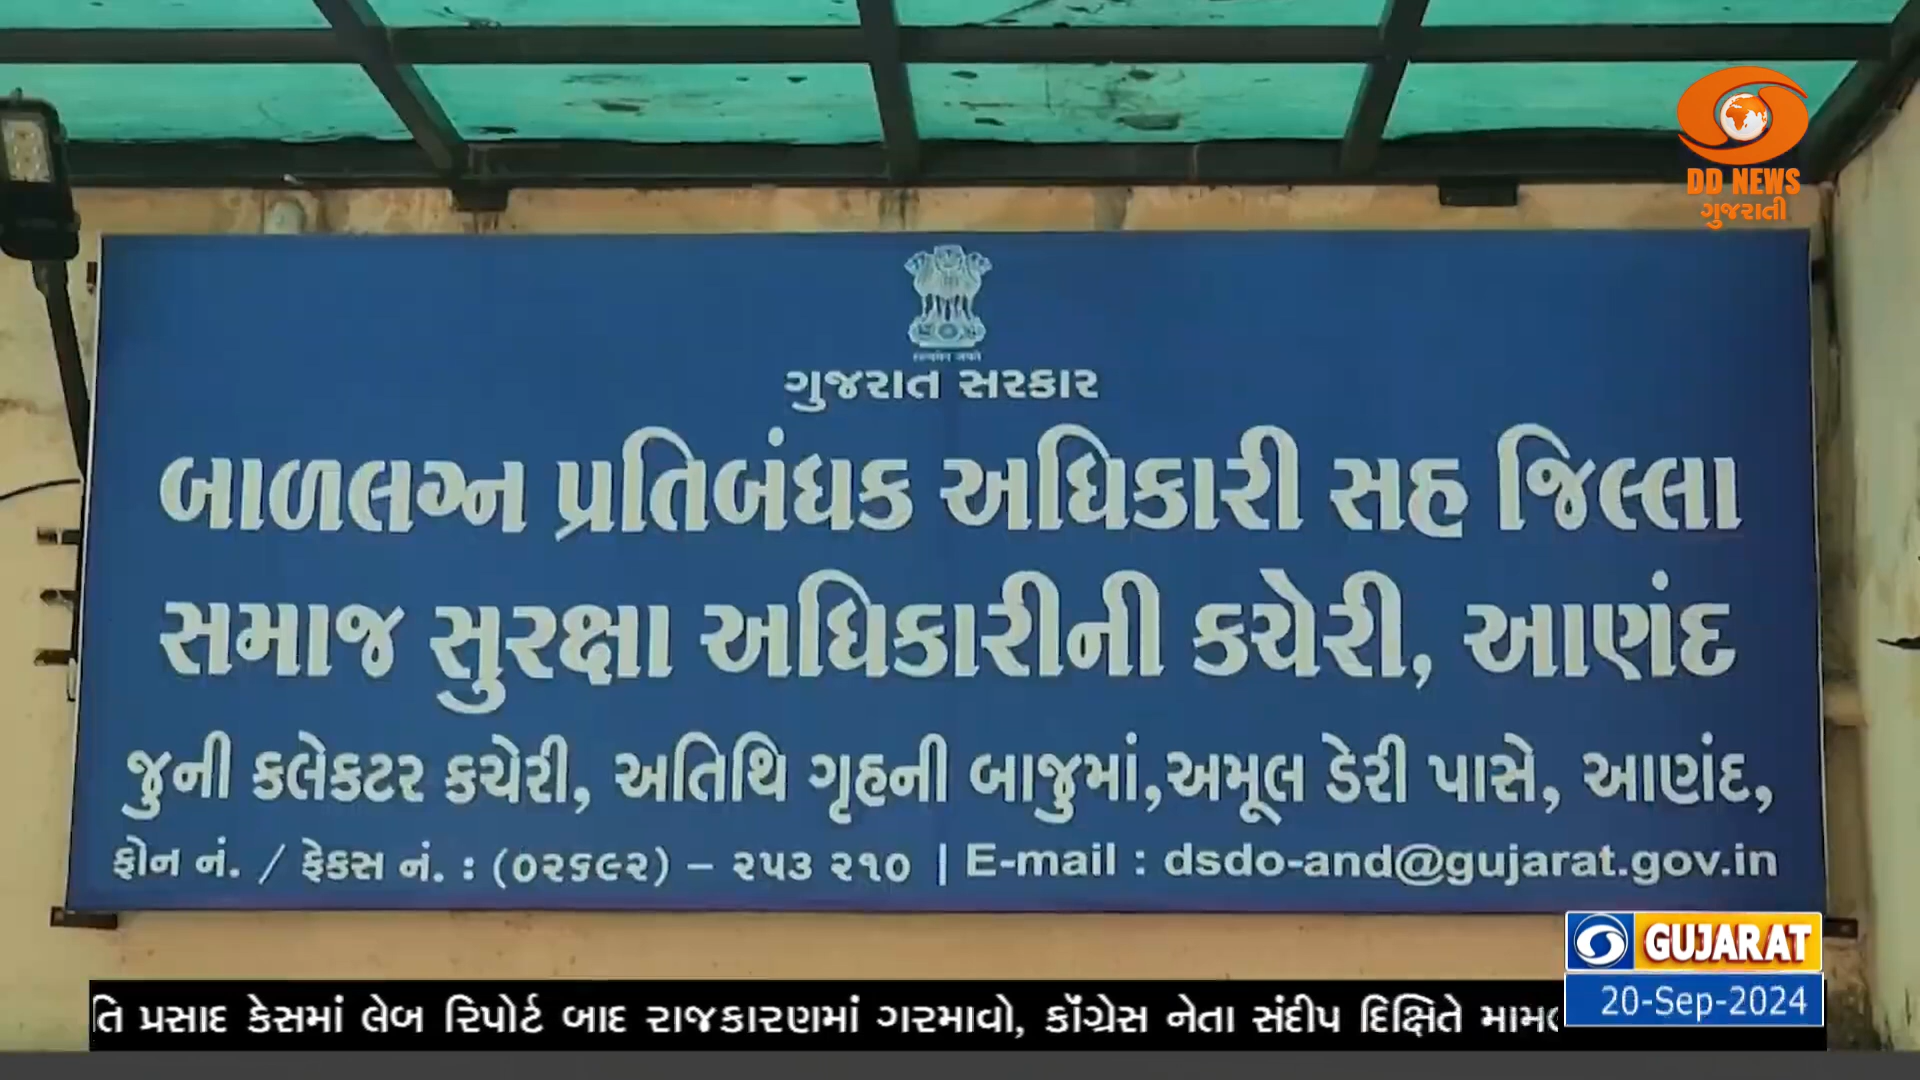 DD NEWS
ગુજરાતી
ગુજરાત સરકાર
બાળલગ્ન પ્રતિબંધક અધિકારી સહ જિલ્લા
સમાજ સુરક્ષા અધિકારીની કચેરી, આણંદ
જુની કલેકટર કચેરી, અતિથિ ગૃહની બાજુમાં,અમૂલ ડેરી પાસે, આણંદ,
ફોન નં. / ફેકસ નં. : (૦૨૬૯૨) – ૨૫૩ ૨૧૦ | E-mail : dsdo-and@gujarat.gov.in
GUJARAT
20-Sep-2024
પ્રસાદ કેસમાં લેબ રિપોર્ટ બાદ રાજકારણમાં ગરમાવો, કૉંગ્રેસ નેતા સંદીપ દિક્ષિતે